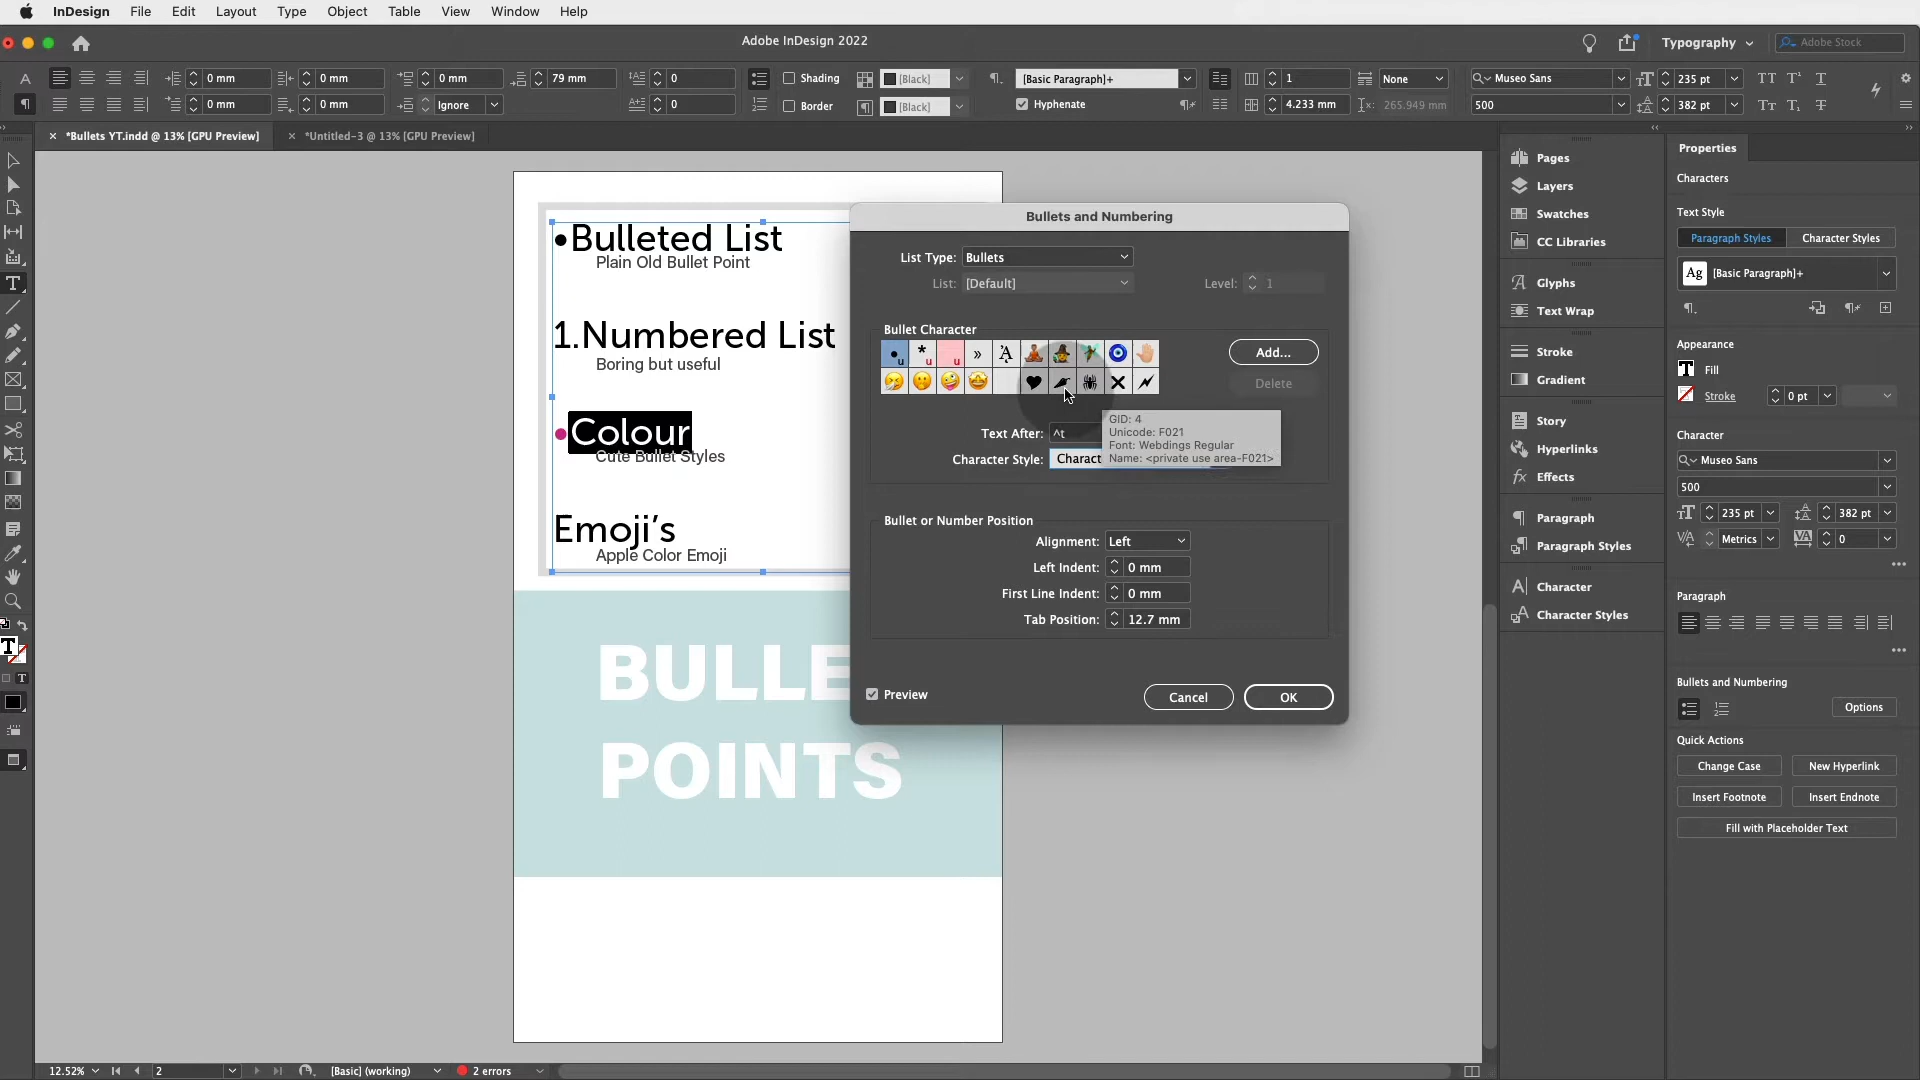 InDesign File Edit Layout Type Object Table View Window Help
Adobe InDesign 2022
Typography
Adobe Stock
0 mm 0 mm 0 mm 79 mm 0 Shading [Black] [Basic Paragraph]+ 1 None Museo Sans 235 pt
0 mm 0 mm Ignore 0 Border [Black] Hyphenate 4.233 mm 265.949 mm 500 382 pt
*Bullets YT.indd @ 13% [GPU Preview] *Untitled-3 @ 13% [GPU Preview]
•Bulleted List
Plain Old Bullet Point
1.Numbered List
Boring but useful
•Colour
Cute Bullet Styles
Emoji’s
Apple Color Emoji
BULLE
POINTS
Bullets and Numbering
List Type: Bullets
List: [Default] Level: 1
Bullet Character
Add...
Delete
Text After: ^t
Character Style: Charact
GID: 4
Unicode: F021
Font: Webdings Regular
Name: <private use area-F021>
Bullet or Number Position
Alignment: Left
Left Indent: 0 mm
First Line Indent: 0 mm
Tab Position: 12.7 mm
Preview
Cancel OK
Pages
Layers
Swatches
CC Libraries
Glyphs
Text Wrap
Stroke
Gradient
Story
Hyperlinks
Effects
Paragraph
Paragraph Styles
Character
Character Styles
Properties
Characters
Text Style
Paragraph Styles Character Styles
Ag [Basic Paragraph]+
Appearance
Fill
Stroke 0 pt
Character
Museo Sans
500
235 pt 382 pt
Metrics 0
Paragraph
Bullets and Numbering
Options
Quick Actions
Change Case New Hyperlink
Insert Footnote Insert Endnote
Fill with Placeholder Text
12.52% 2 [Basic] (working) 2 errors